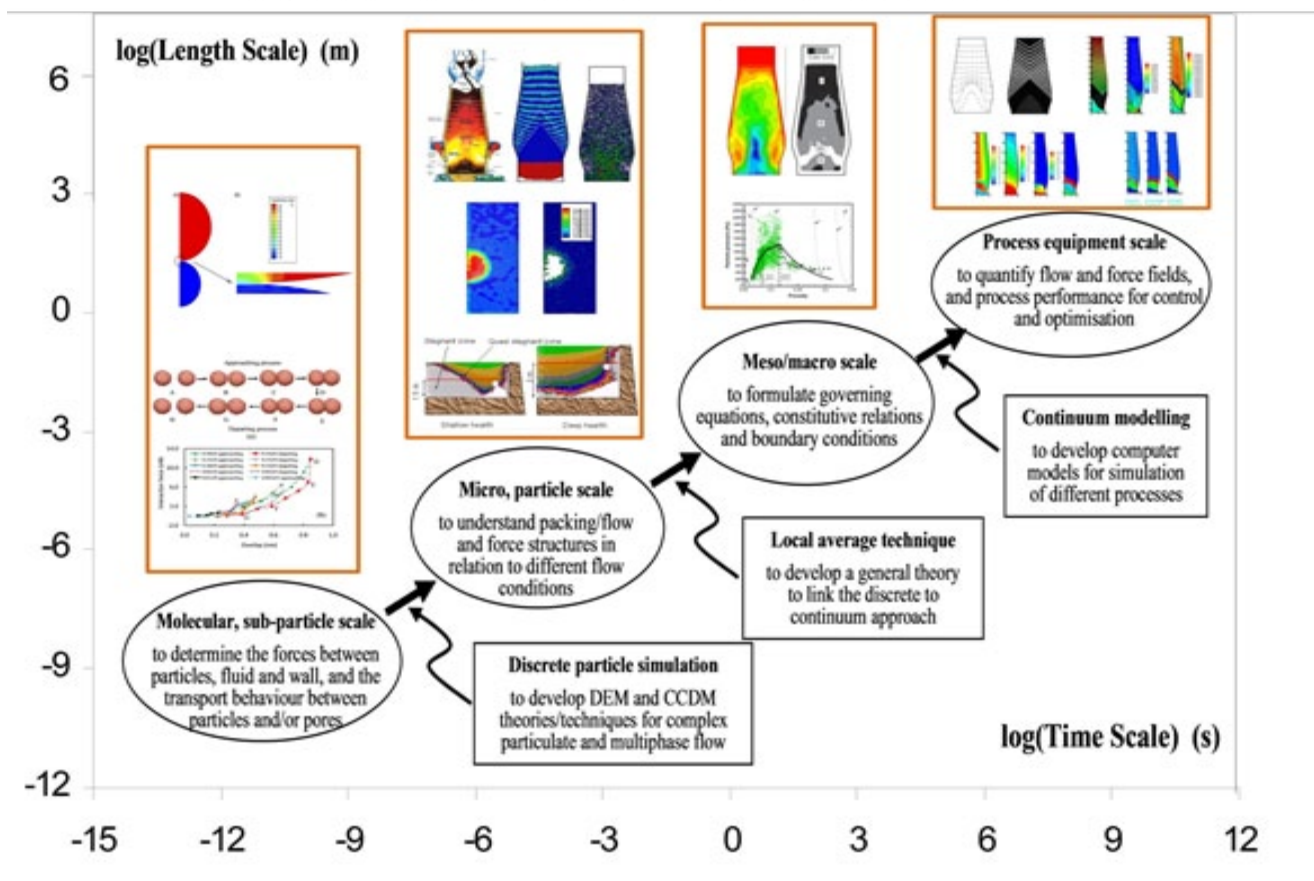 log(Length Scale) (m)
6
3
0
-3
-6
-9
-12
-15
-12
-9
-6
-3
0
3
6
9
12
log(Time Scale) (s)
Approaching process
Departing process
Stagnant zone
Quasi stagnant zone
Shallow hearth
Deep hearth
Porosity
Molecular, sub-particle scale
to determine the forces between
particles, fluid and wall, and the
transport behaviour between
particles and/or pores
Discrete particle simulation
to develop DEM and CCDM
theories/techniques for complex
particulate and multiphase flow
Micro, particle scale
to understand packing/flow
and force structures in
relation to different flow
conditions
Local average technique
to develop a general theory
to link the discrete to
continuum approach
Meso/macro scale
to formulate governing
equations, constitutive relations
and boundary conditions
Continuum modelling
to develop computer
models for simulation
of different processes
Process equipment scale
to quantify flow and force fields,
and process performance for control
and optimisation